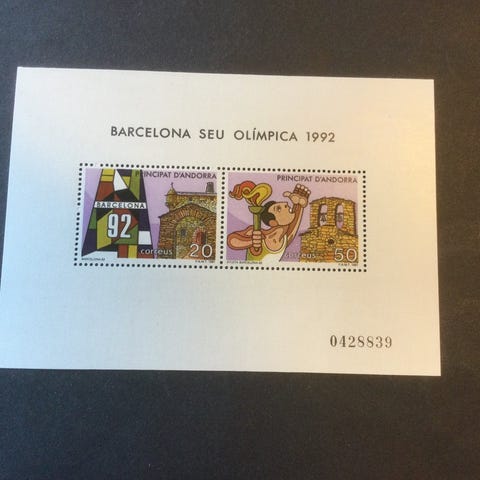 BARCELONA SEU OLÍMPICA 1992
PRINCIPAT D'ANDORRA
BARCELONA
92
correus 20
PRINCIPAT D'ANDORRA
correus 50
0428839